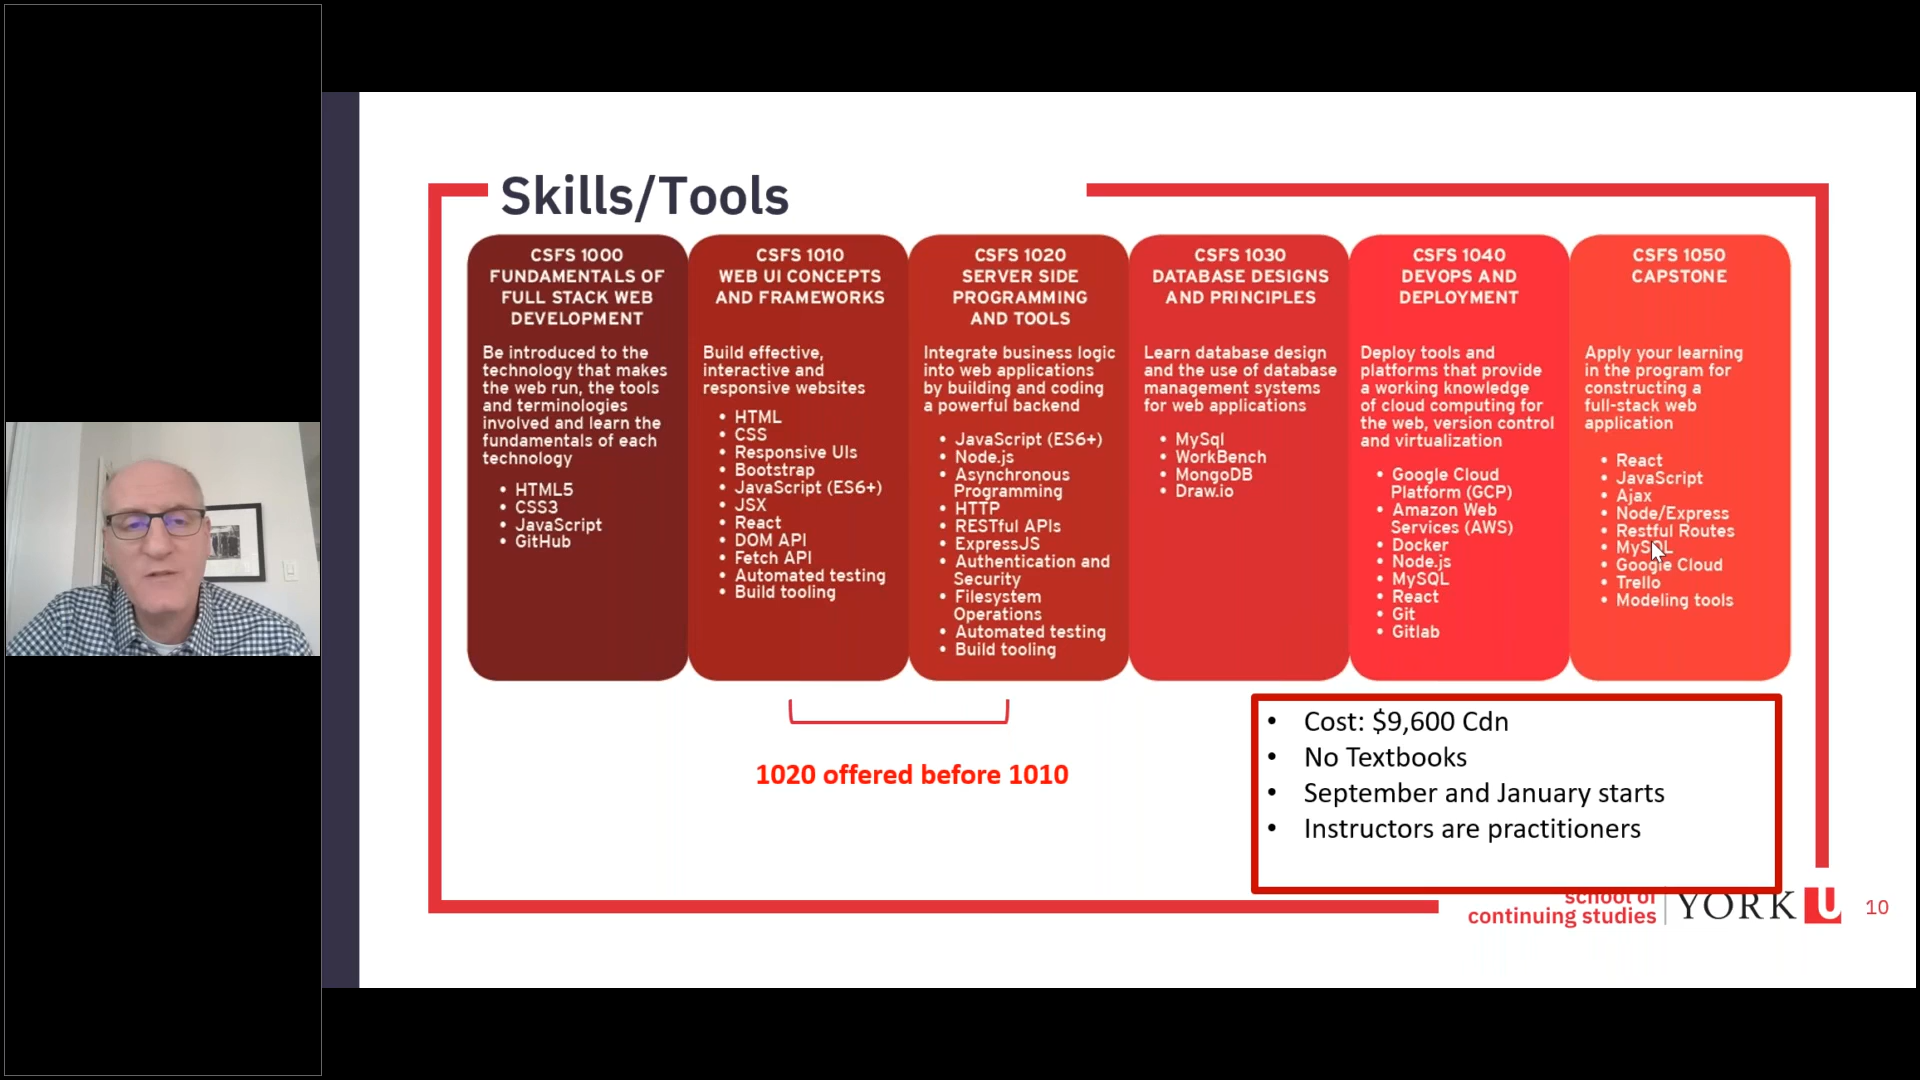 Skills/Tools
CSFS 1000
FUNDAMENTALS OF
FULL STACK WEB
DEVELOPMENT
Be introduced to the
technology that makes
the web run, the tools
and terminologies
involved and learn the
fundamentals of each
technology
• HTML5
• CSS3
• JavaScript
• GitHub
CSFS 1010
WEB UI CONCEPTS
AND FRAMEWORKS
Build effective,
interactive and
responsive websites
• HTML
• CSS
• Responsive UIs
• Bootstrap
• JavaScript (ES6+)
• JSX
• React
• DOM API
• Fetch API
• Automated testing
• Build tooling
CSFS 1020
SERVER SIDE
PROGRAMMING
AND TOOLS
Integrate business logic
into web applications
by building and coding
a powerful backend
• JavaScript (ES6+)
• Node.js
• Asynchronous
Programming
• HTTP
• RESTful APIs
• ExpressJS
• Authentication and
Security
• Filesystem
Operations
• Automated testing
• Build tooling
CSFS 1030
DATABASE DESIGNS
AND PRINCIPLES
Learn database design
and the use of database
management systems
for web applications
• MySql
• WorkBench
• MongoDB
• Draw.io
CSFS 1040
DEVOPS AND
DEPLOYMENT
Deploy tools and
platforms that provide
a working knowledge
of cloud computing for
the web, version control
and virtualization
• Google Cloud
Platform (GCP)
• Amazon Web
Services (AWS)
• Docker
• Node.js
• MySQL
• React
• Git
• Gitlab
CSFS 1050
CAPSTONE
Apply your learning
in the program for
constructing a
full-stack web
application
• React
• JavaScript
• Ajax
• Node/Express
• Restful Routes
• MySQL
• Google Cloud
• Trello
• Modeling tools
1020 offered before 1010
• Cost: $9,600 Cdn
• No Textbooks
• September and January starts
• Instructors are practitioners
school of
continuing studies
YORK U
10